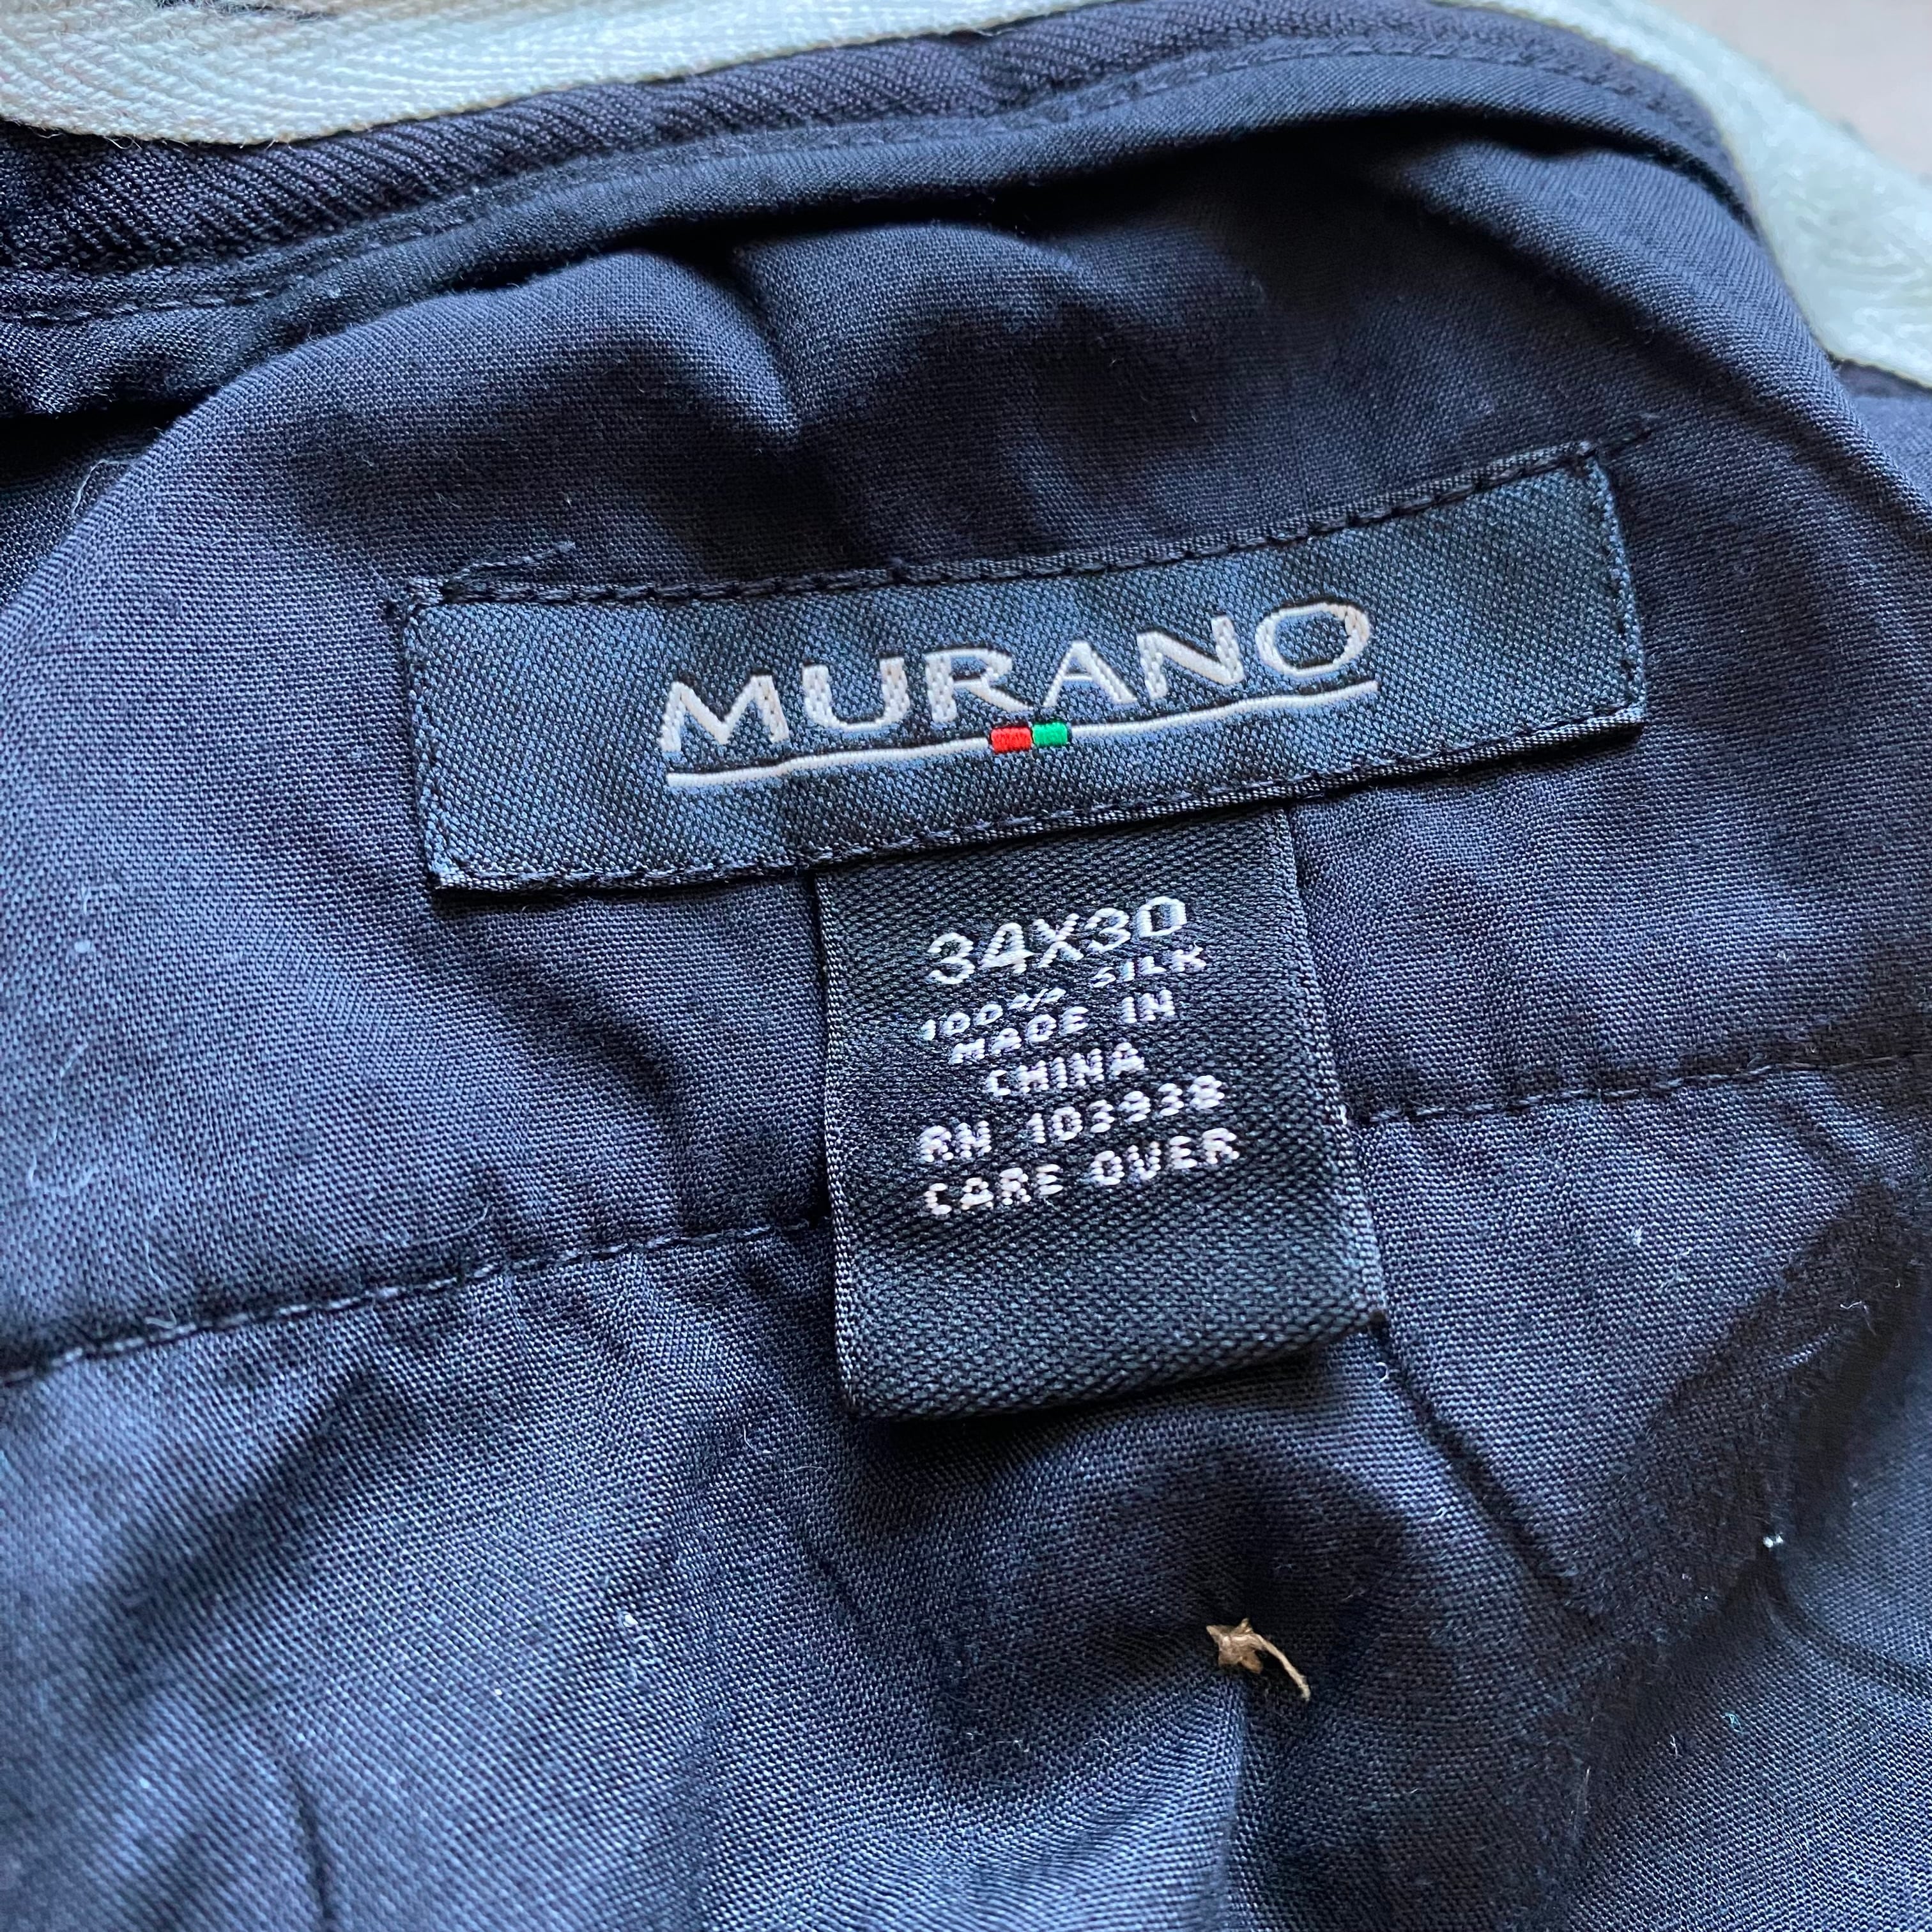 MURANO
34X30
100% SILK
MADE IN
CHINA
RN 103938
CARE OVER